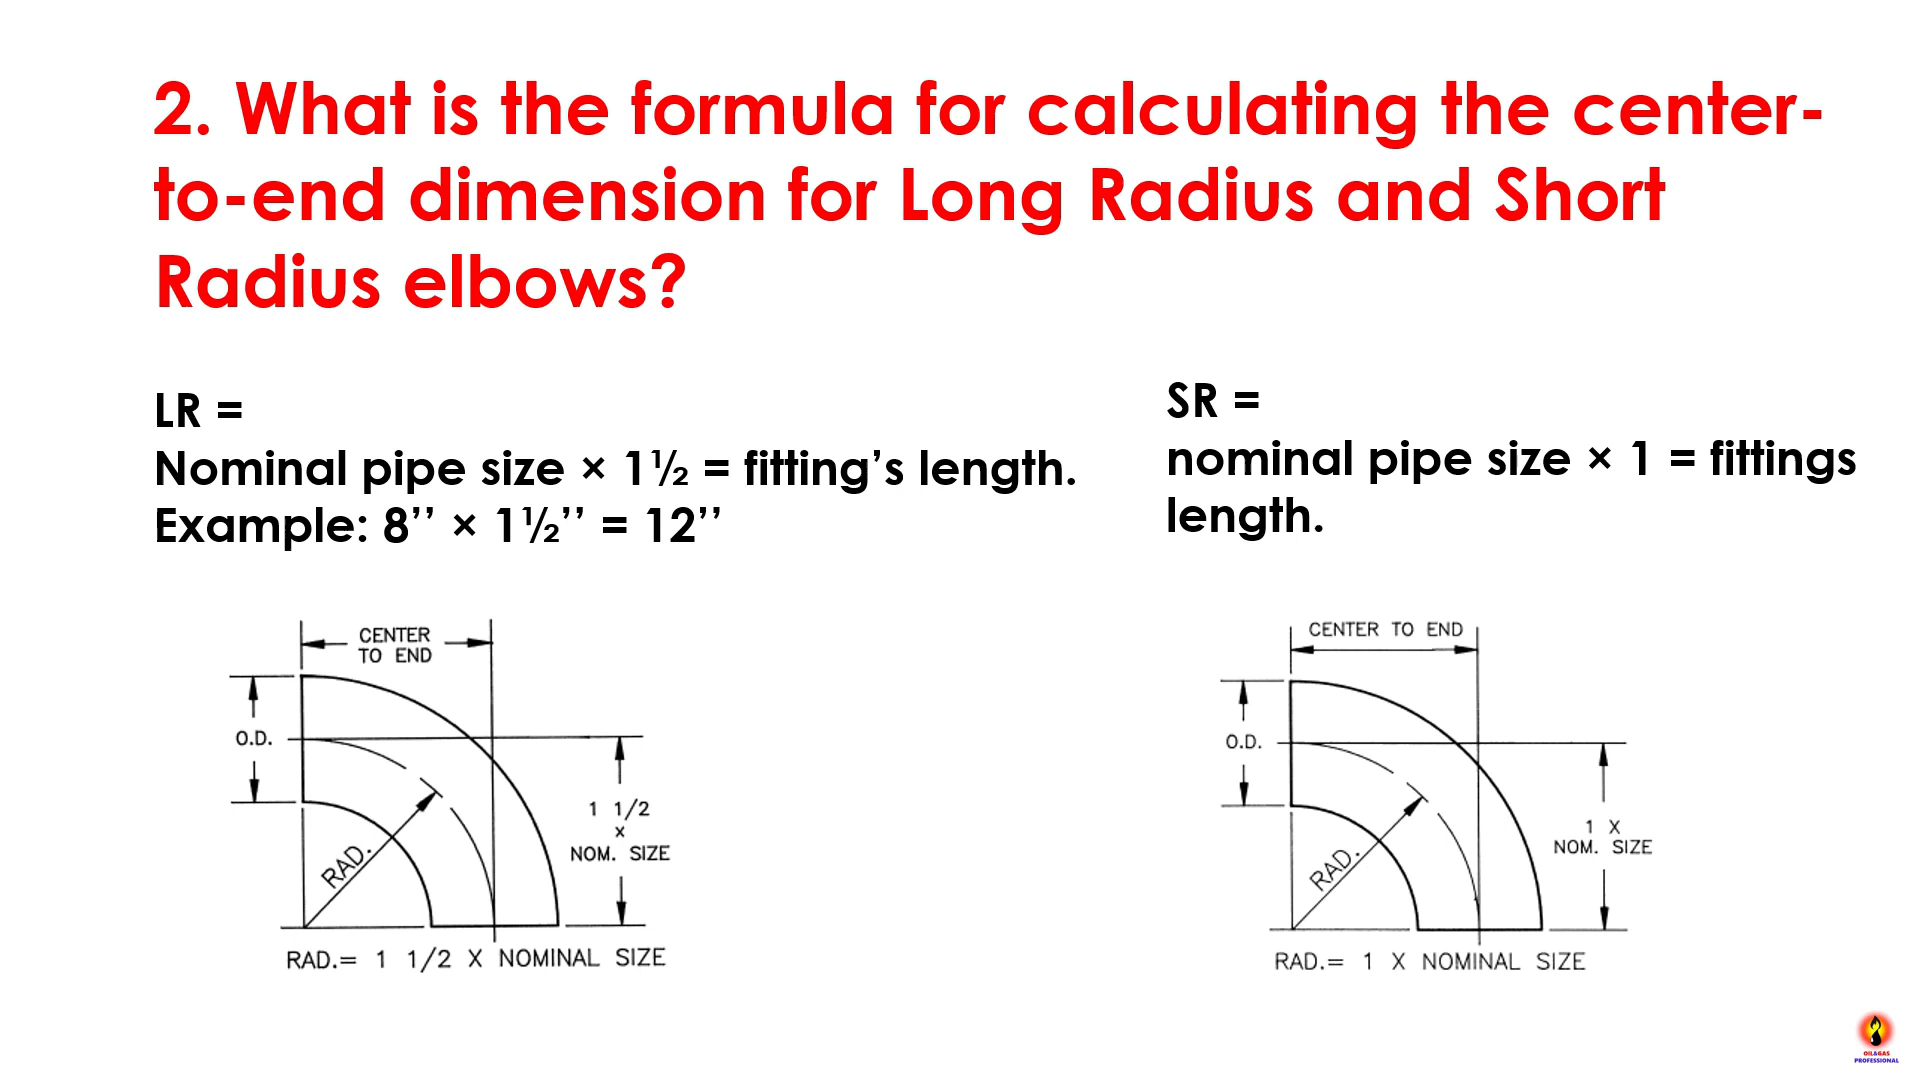 2. What is the formula for calculating the center-
to-end dimension for Long Radius and Short
Radius elbows?
LR =
Nominal pipe size × 1½ = fitting’s length.
Example: 8’’ × 1½’’ = 12’’
SR =
nominal pipe size × 1 = fittings
length.
CENTER
TO END
O.D.
RAD.
1 1/2
x
NOM. SIZE
RAD.= 1 1/2 X NOMINAL SIZE
CENTER TO END
O.D.
RAD.
1 X
NOM. SIZE
RAD.= 1 X NOMINAL SIZE
OIL&GAS
PROFESSIONAL